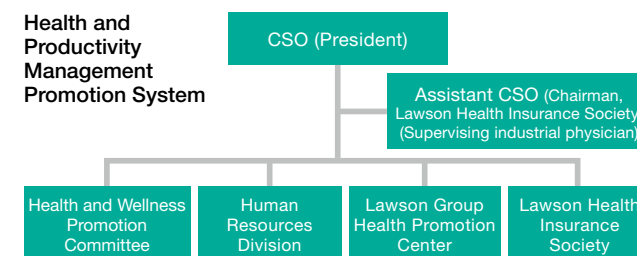 Health and
Productivity
Management
Promotion System
CSO (President)
Assistant CSO (Chairman,
Lawson Health Insurance Society)
(Supervising industrial physician)
Health and Wellness
Promotion
Committee
Human
Resources
Division
Lawson Group
Health Promotion
Center
Lawson Health
Insurance
Society